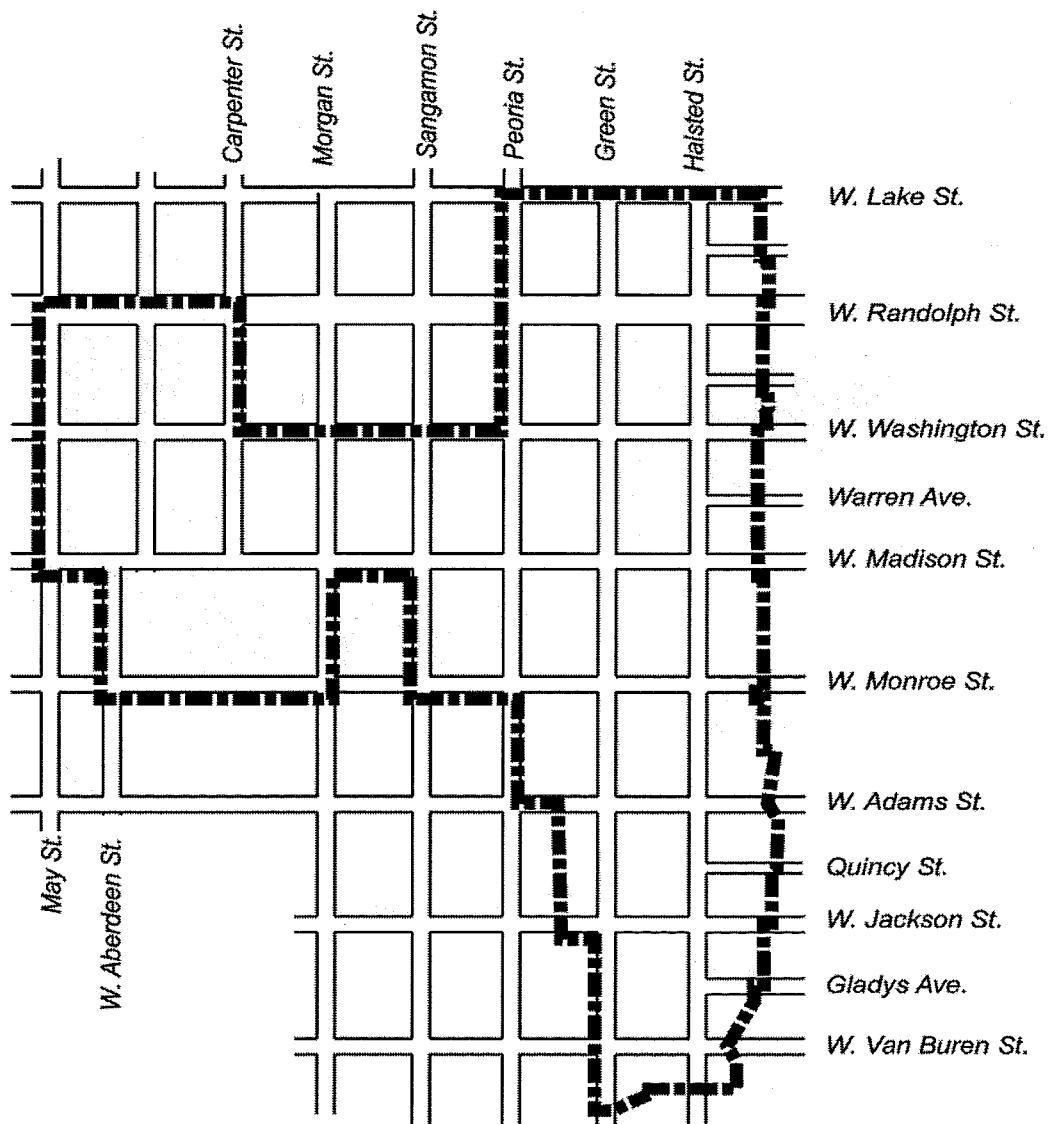 Carpenter St.
Morgan St.
Sangamon St.
Peoria St.
Green St.
Halsted St.
W. Lake St.
W. Randolph St.
W. Washington St.
Warren Ave.
W. Madison St.
W. Monroe St.
W. Adams St.
Quincy St.
W. Jackson St.
Gladys Ave.
W. Van Buren St.
May St.
W. Aberdeen St.